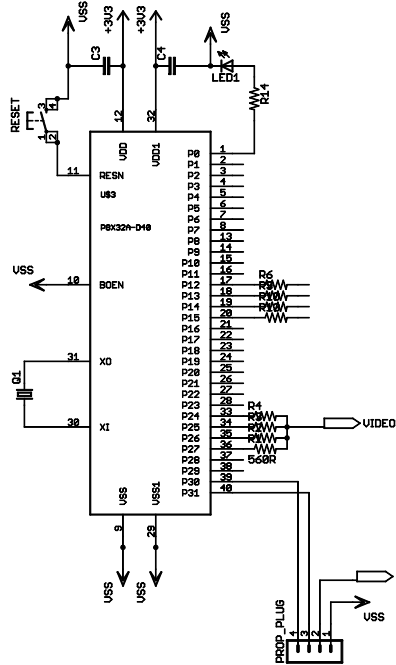 VSS
+3V3
+3V3
VSS
C3
C4
LED1
R14
RESET
3
4
1
2
12
32
VDD
VDD1
11 RESN
U$3
P8X32A-D40
VSS
10 BOEN
Q1
31 XO
30 XI
P0 1
P1 2
P2 3
P3 4
P4 5
P5 6
P6 7
P7 8
P8 13
P9 14
P10 15
P11 16
P12 17
P13 18
P14 19
P15 20
P16 21
P17 22
P18 23
P19 24
P20 25
P21 26
P22 27
P23 28
P24 33
P25 34
P26 35
P27 36
P28 37
P29 38
P30 39
P31 40
R6
R4
560R
VIDEO
VSS
VSS1
9
29
VSS
VSS
PROP_PLUG
4
3
2
1
VSS